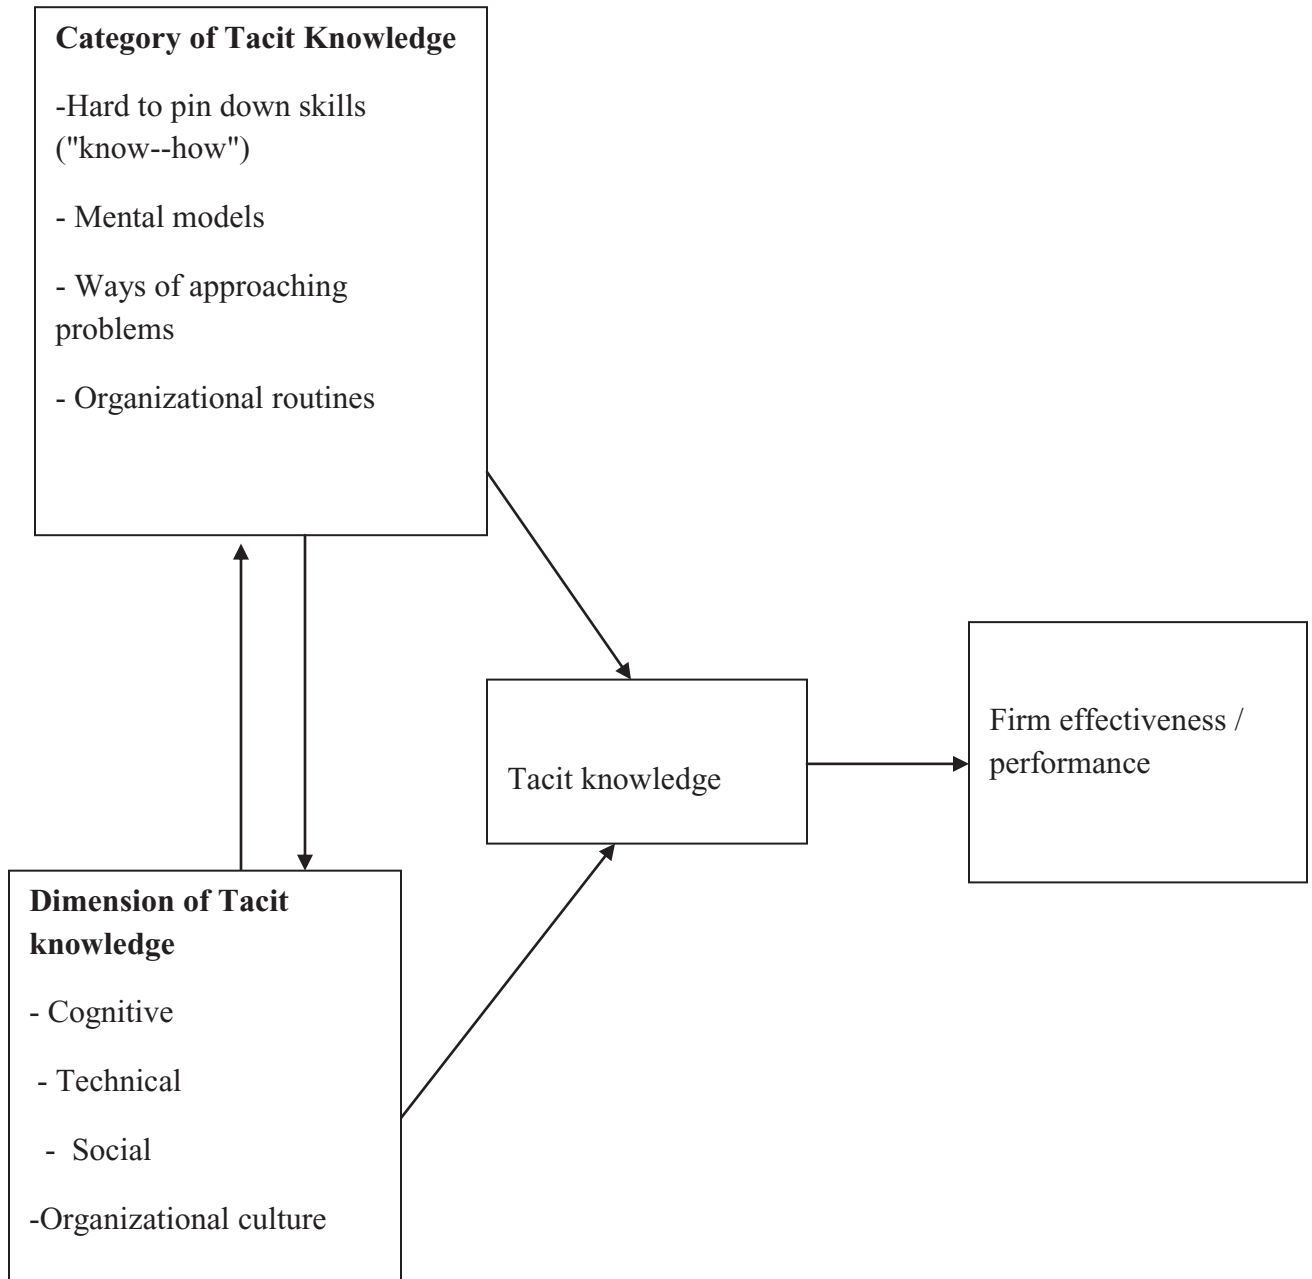 Category of Tacit Knowledge
-Hard to pin down skills
("know--how")
- Mental models
- Ways of approaching
problems
- Organizational routines
Tacit knowledge
Firm effectiveness /
performance
Dimension of Tacit
knowledge
- Cognitive
- Technical
- Social
-Organizational culture